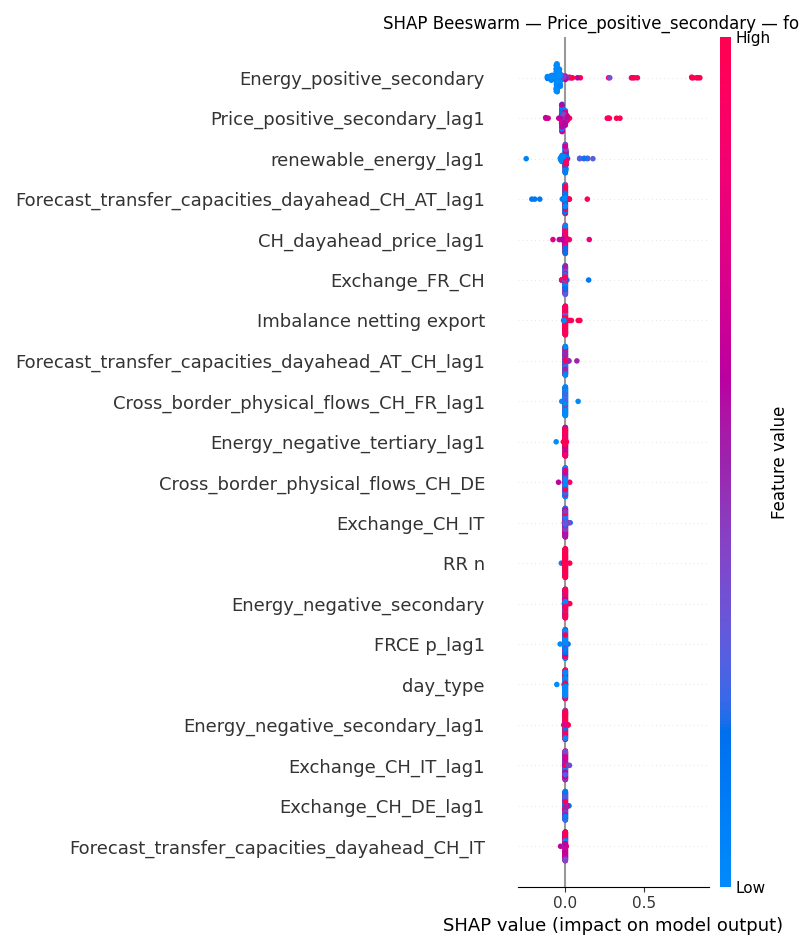 SHAP Beeswarm — Price_positive_secondary — fo
High
Energy_positive_secondary
Price_positive_secondary_lag1
renewable_energy_lag1
Forecast_transfer_capacities_dayahead_CH_AT_lag1
CH_dayahead_price_lag1
Exchange_FR_CH
Imbalance netting export
Forecast_transfer_capacities_dayahead_AT_CH_lag1
Cross_border_physical_flows_CH_FR_lag1
Energy_negative_tertiary_lag1
Cross_border_physical_flows_CH_DE
Exchange_CH_IT
RR n
Energy_negative_secondary
FRCE p_lag1
day_type
Energy_negative_secondary_lag1
Exchange_CH_IT_lag1
Exchange_CH_DE_lag1
Forecast_transfer_capacities_dayahead_CH_IT
Feature value
Low
0.0 0.5
SHAP value (impact on model output)